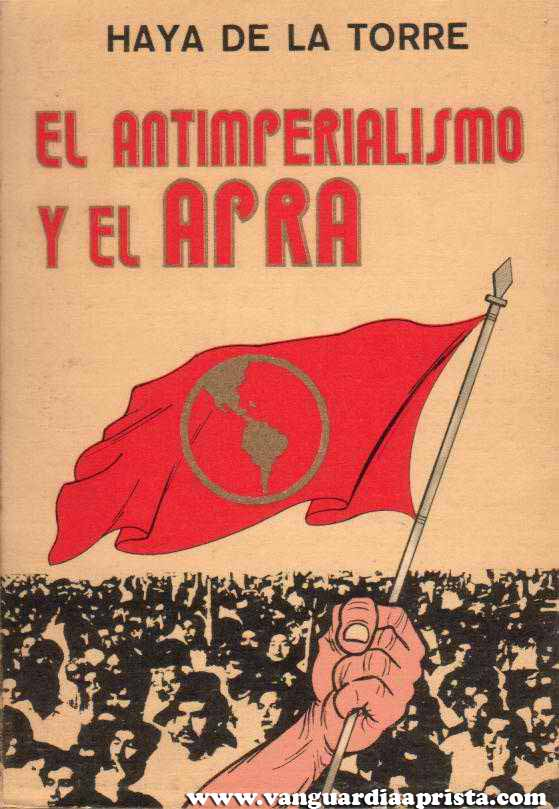 HAYA DE LA TORRE
EL ANTIMPERIALISMO
Y EL APRA
www.vanguardiaaprista.com